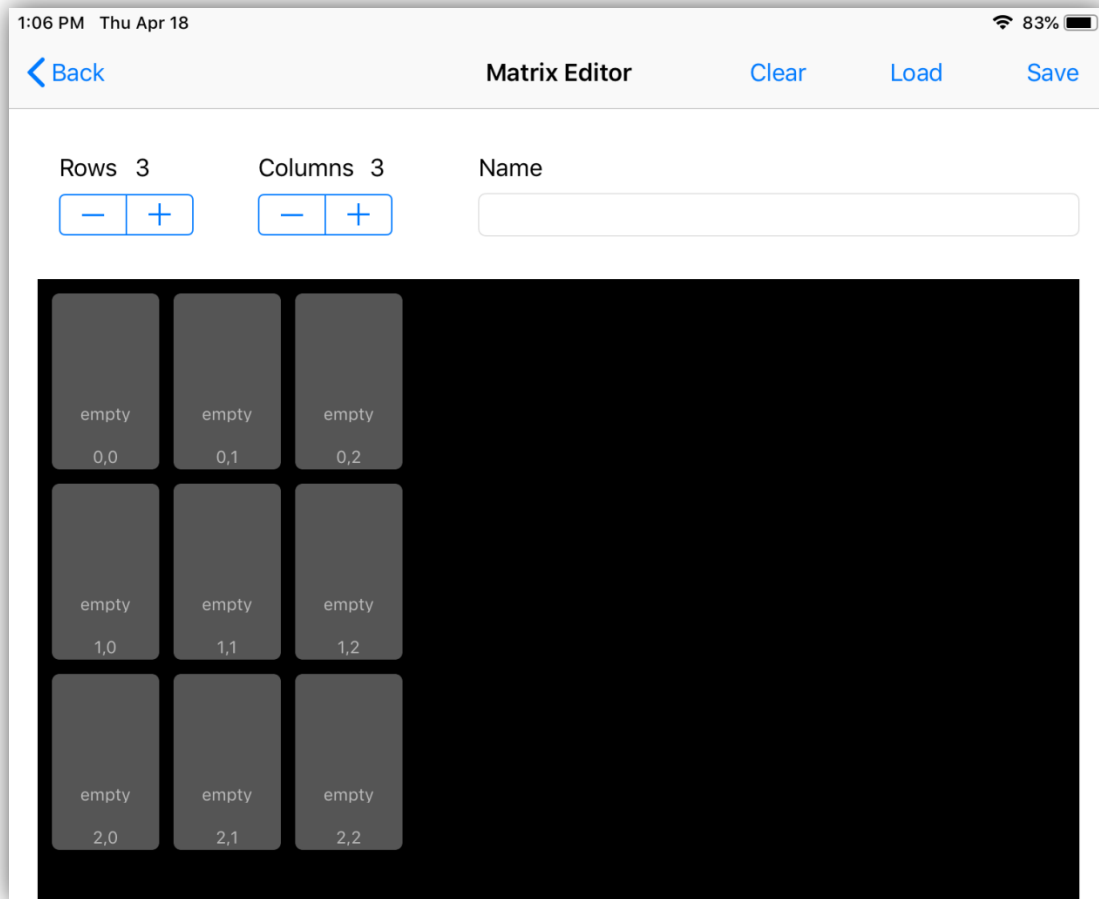 1:06 PM Thu Apr 18 83%
Back Matrix Editor Clear Load Save
Rows 3 Columns 3 Name
empty empty empty
0,0 0,1 0,2
empty empty empty
1,0 1,1 1,2
empty empty empty
2,0 2,1 2,2